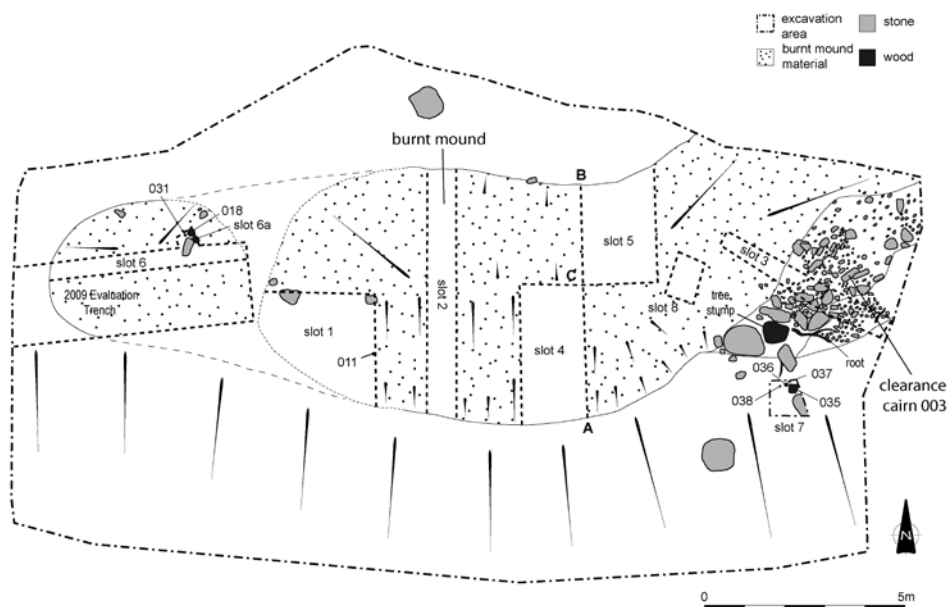 excavation
area
stone
burnt mound
material
wood
burnt mound
B
031
018
slot 6a
slot 6
2009 Evaluation
Trench
slot 5
slot 3
C
slot 2
slot 8
tree
stump
slot 1
slot 4
011
root
036
037
038
035
slot 7
clearance
cairn 003
A
N
0
5m